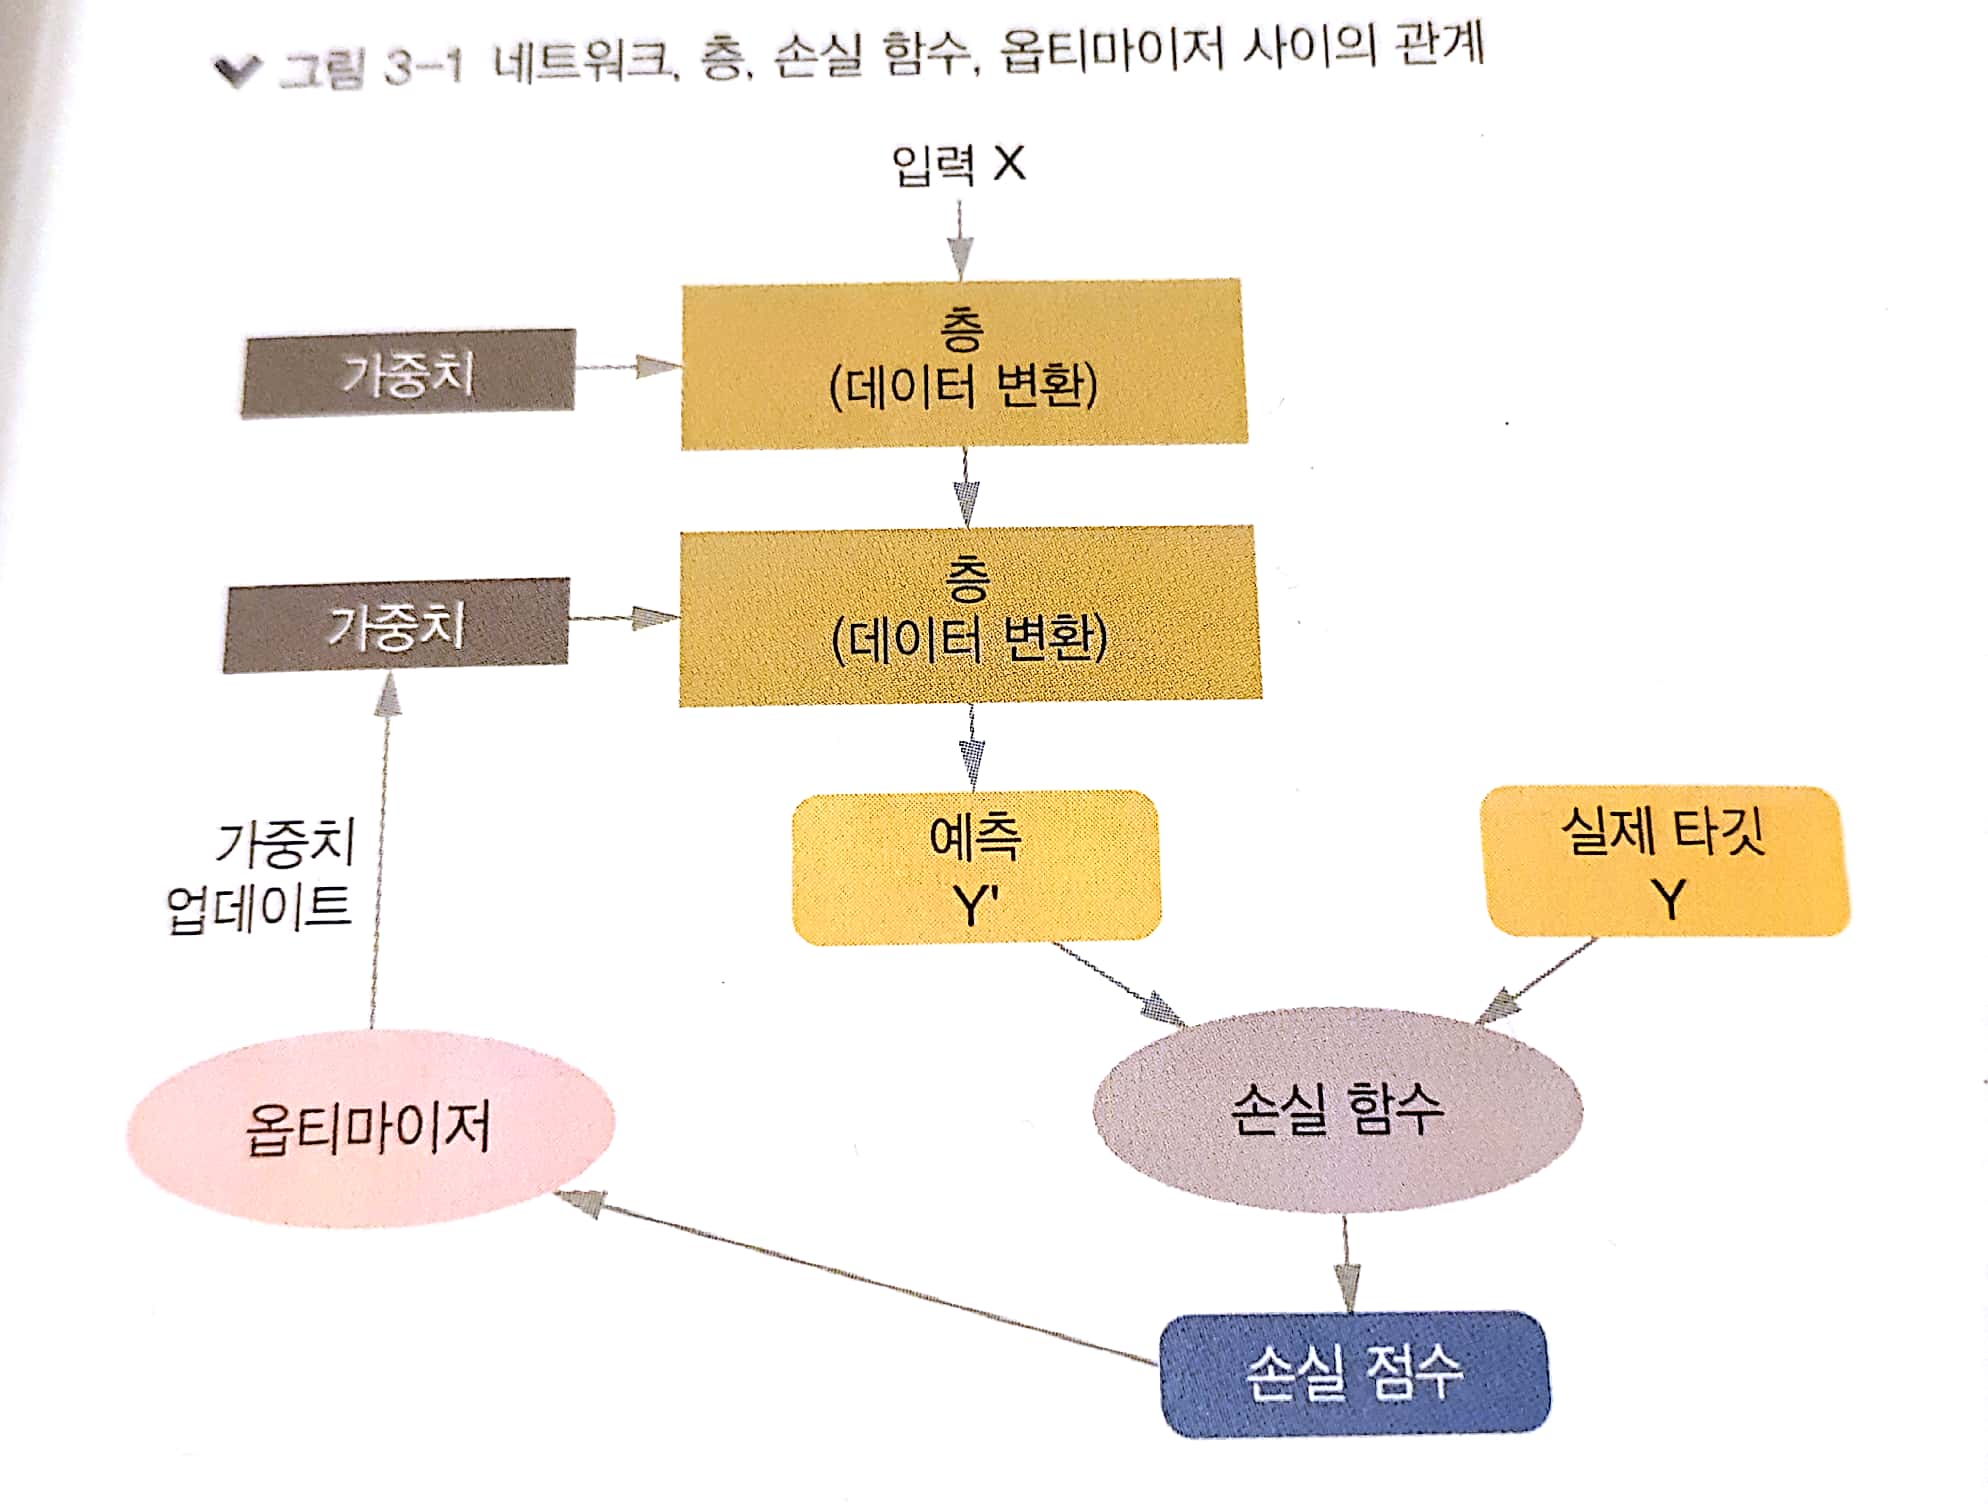 그림 3-1 네트워크, 층, 손실 함수, 옵티마이저 사이의 관계
입력 X
가중치
층
(데이터 변환)
가중치
층
(데이터 변환)
가중치
업데이트
예측
Y'
실제 타깃
Y
옵티마이저
손실 함수
손실 점수